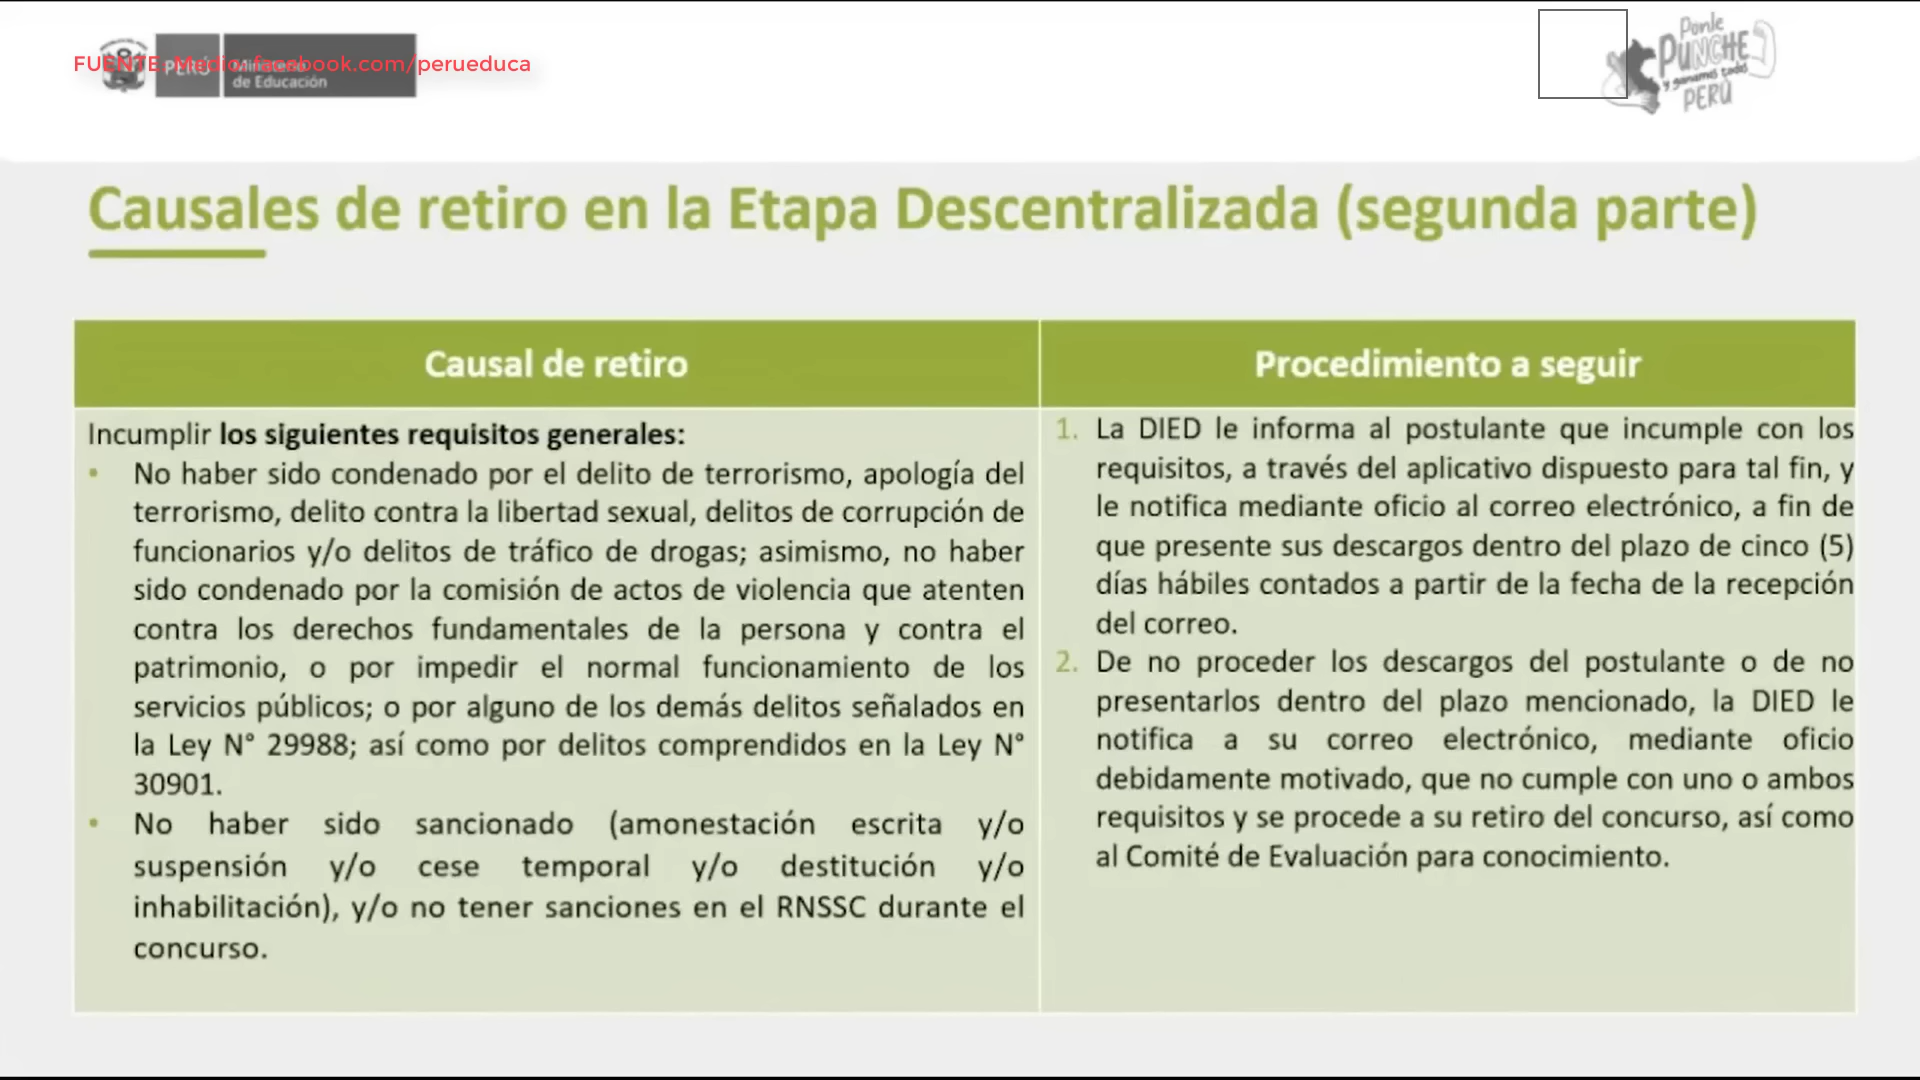 FUENTE: Medio: facebook.com/perueduca
PERÚ
Ministerio
de Educación
Ponle
PUNCHE
y ganamos todos
PERÚ
Causales de retiro en la Etapa Descentralizada (segunda parte)
Causal de retiro
Incumplir los siguientes requisitos generales:
• No haber sido condenado por el delito de terrorismo, apología del
terrorismo, delito contra la libertad sexual, delitos de corrupción de
funcionarios y/o delitos de tráfico de drogas; asimismo, no haber
sido condenado por la comisión de actos de violencia que atenten
contra los derechos fundamentales de la persona y contra el
patrimonio, o por impedir el normal funcionamiento de los
servicios públicos; o por alguno de los demás delitos señalados en
la Ley N° 29988; así como por delitos comprendidos en la Ley N°
30901.
• No haber sido sancionado (amonestación escrita y/o
suspensión y/o cese temporal y/o destitución y/o
inhabilitación), y/o no tener sanciones en el RNSSC durante el
concurso.
Procedimiento a seguir
1. La DIED le informa al postulante que incumple con los
requisitos, a través del aplicativo dispuesto para tal fin, y
le notifica mediante oficio al correo electrónico, a fin de
que presente sus descargos dentro del plazo de cinco (5)
días hábiles contados a partir de la fecha de la recepción
del correo.
2. De no proceder los descargos del postulante o de no
presentarlos dentro del plazo mencionado, la DIED le
notifica a su correo electrónico, mediante oficio
debidamente motivado, que no cumple con uno o ambos
requisitos y se procede a su retiro del concurso, así como
al Comité de Evaluación para conocimiento.